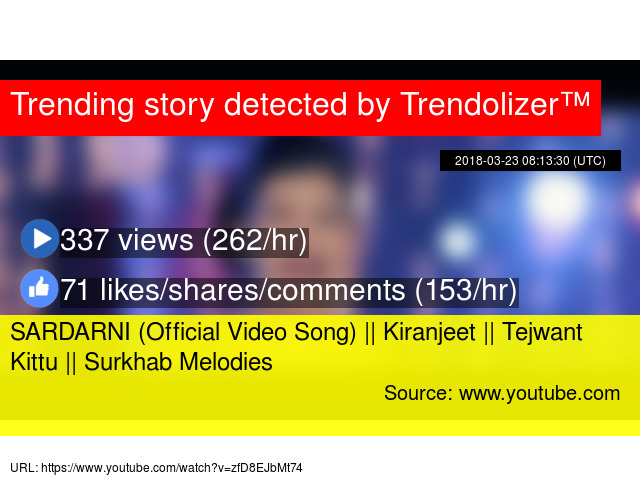 Trending story detected by Trendolizer™
2018-03-23 08:13:30 (UTC)
337 views (262/hr)
71 likes/shares/comments (153/hr)
SARDARNI (Official Video Song) || Kiranjeet || Tejwant
Kittu || Surkhab Melodies
Source: www.youtube.com
URL: https://www.youtube.com/watch?v=zfD8EJbMt74